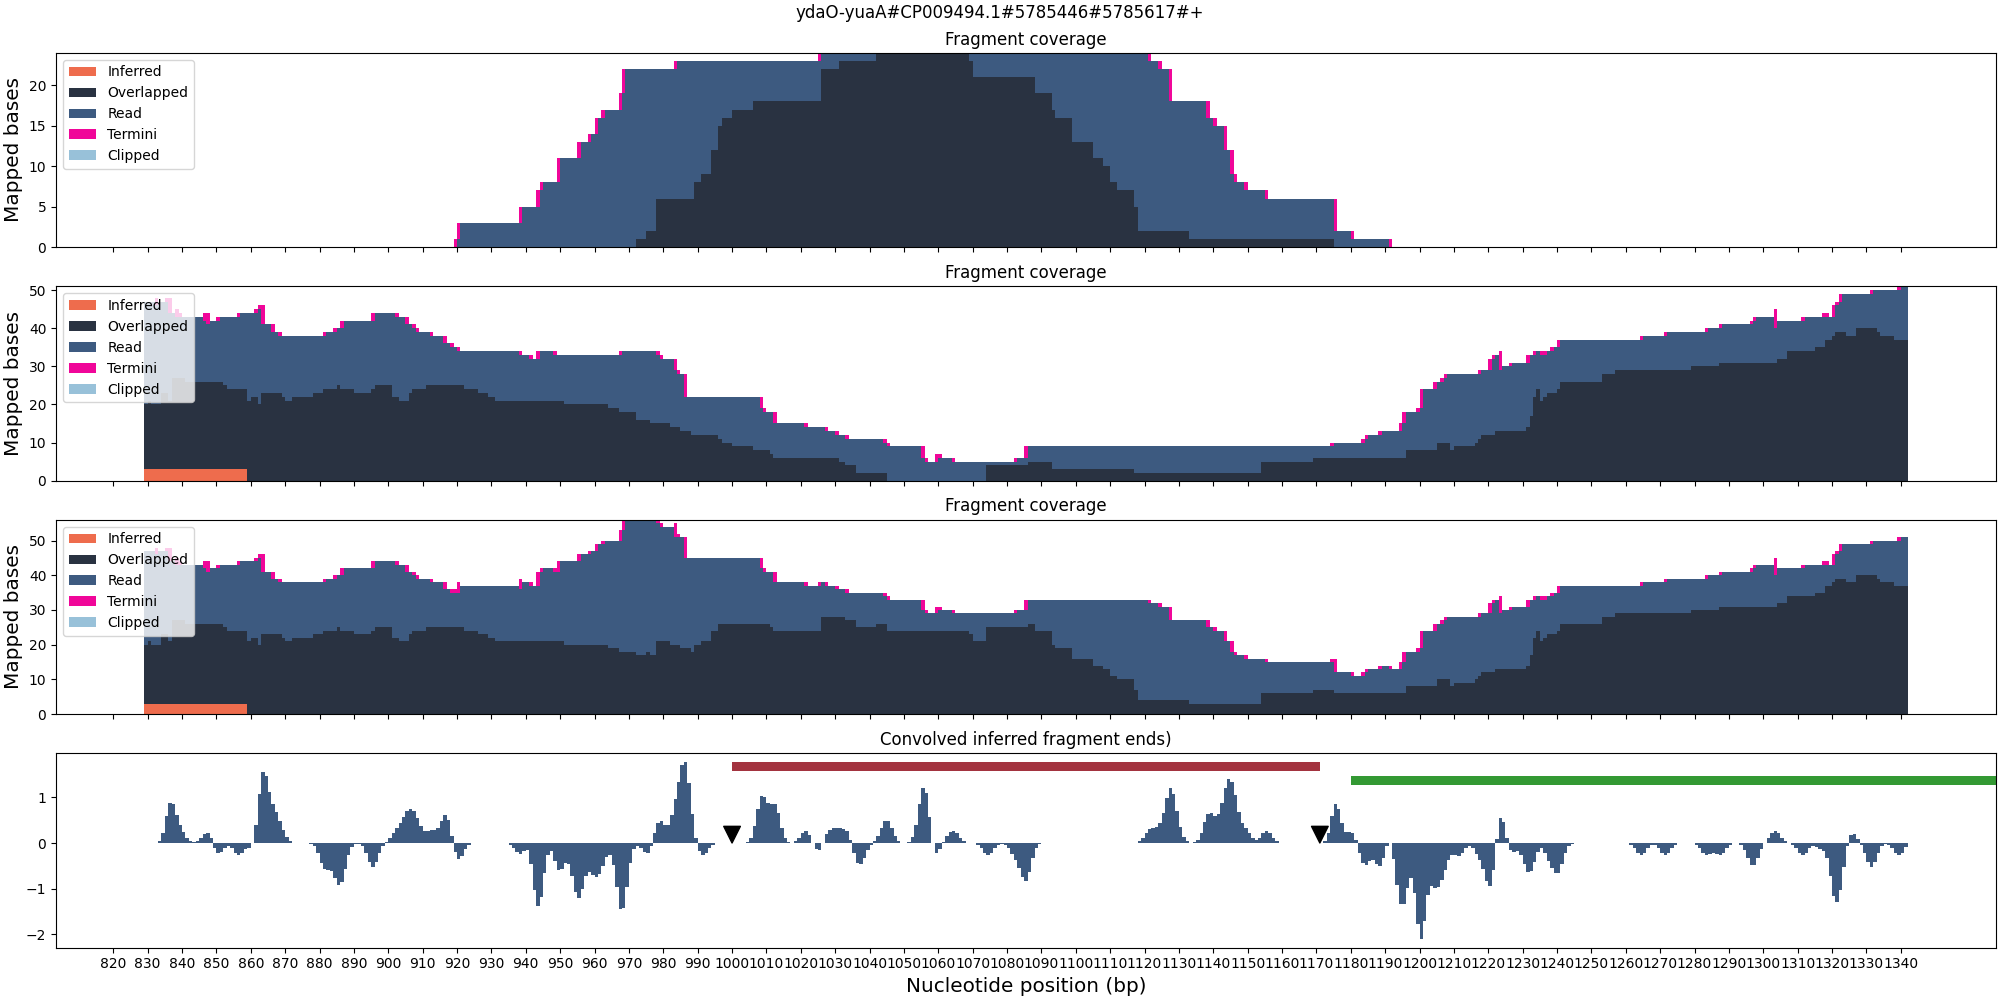 ydaO-yuaA#CP009494.1#5785446#5785617#+
Fragment coverage
Mapped bases
20
15
10
5
0
Inferred
Overlapped
Read
Termini
Clipped
Fragment coverage
Mapped bases
50
40
30
20
10
0
Inferred
Overlapped
Read
Termini
Clipped
Fragment coverage
Mapped bases
50
40
30
20
10
0
Inferred
Overlapped
Read
Termini
Clipped
Convolved inferred fragment ends)
1
0
−1
−2
820 830 840 850 860 870 880 890 900 910 920 930 940 950 960 970 980 990 1000 1010 1020 1030 1040 1050 1060 1070 1080 1090 1100 1110 1120 1130 1140 1150 1160 1170 1180 1190 1200 1210 1220 1230 1240 1250 1260 1270 1280 1290 1300 1310 1320 1330 1340
Nucleotide position (bp)